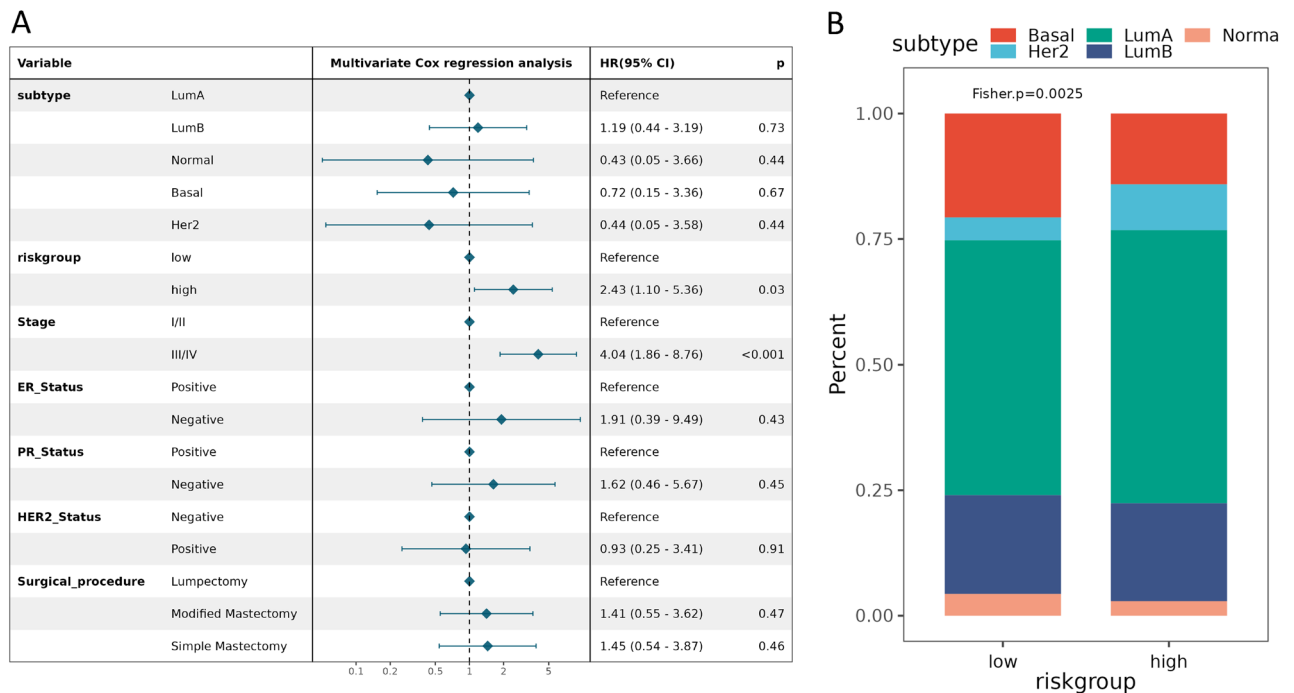 A
Variable Multivariate Cox regression analysis HR(95% CI) p
subtype LumA Reference
LumB 1.19 (0.44 - 3.19) 0.73
Normal 0.43 (0.05 - 3.66) 0.44
Basal 0.72 (0.15 - 3.36) 0.67
Her2 0.44 (0.05 - 3.58) 0.44
riskgroup low Reference
high 2.43 (1.10 - 5.36) 0.03
Stage I/II Reference
III/IV 4.04 (1.86 - 8.76) <0.001
ER_Status Positive Reference
Negative 1.91 (0.39 - 9.49) 0.43
PR_Status Positive Reference
Negative 1.62 (0.46 - 5.67) 0.45
HER2_Status Negative Reference
Positive 0.93 (0.25 - 3.41) 0.91
Surgical_procedure Lumpectomy Reference
Modified Mastectomy 1.41 (0.55 - 3.62) 0.47
Simple Mastectomy 1.45 (0.54 - 3.87) 0.46
0.1 0.2 0.5 1 2 5
B
subtype Basal LumA Norma
Her2 LumB
Fisher.p=0.0025
1.00
0.75
0.50
0.25
0.00
Percent
low high
riskgroup